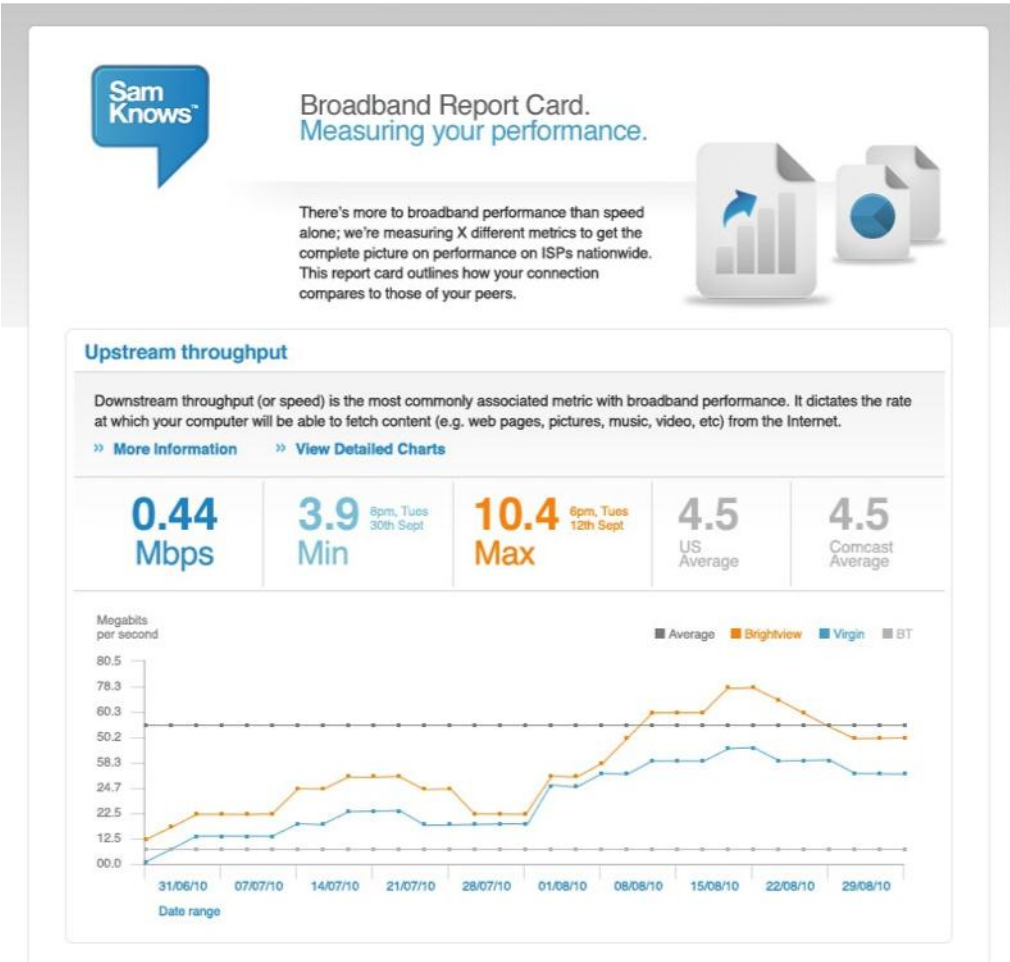 Sam
Knows™
Broadband Report Card.
Measuring your performance.
There's more to broadband performance than speed
alone; we're measuring X different metrics to get the
complete picture on performance on ISPs nationwide.
This report card outlines how your connection
compares to those of your peers.
Upstream throughput
Downstream throughput (or speed) is the most commonly associated metric with broadband performance. It dictates the rate
at which your computer will be able to fetch content (e.g. web pages, pictures, music, video, etc) from the Internet.
» More Information » View Detailed Charts
0.44
Mbps
3.9
8pm, Tues
30th Sept
Min
10.4
6pm, Tues
12th Sept
Max
4.5
US
Average
4.5
Comcast
Average
Megabits
per second
Average Brightview Virgin BT
80.5
78.3
60.3
50.2
58.3
24.7
22.5
12.5
00.0
31/06/10 07/07/10 14/07/10 21/07/10 28/07/10 01/08/10 08/08/10 15/08/10 22/08/10 29/08/10
Date range